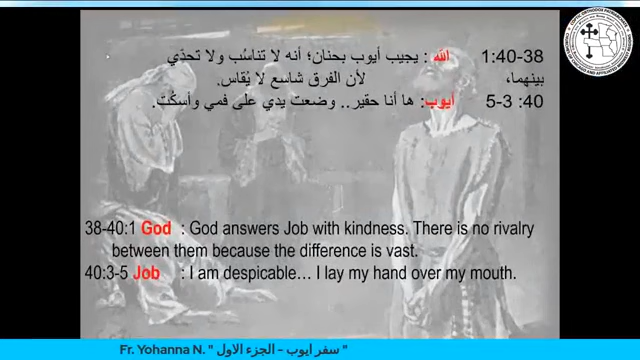 1:40-38 الله : يجيب أيوب بحنان؛ أنه لا تناسُب ولا تحدّي
بينهما، لأن الفرق شاسع لا يُقاس.
40: 3-5 أيوب: ها أنا حقير.. وضعت يدي على فمي وأسكُت.
38-40:1 God : God answers Job with kindness. There is no rivalry
between them because the difference is vast.
40:3-5 Job : I am despicable… I lay my hand over my mouth.
Fr. Yohanna N. " سفر ايوب - الجزء الاول "